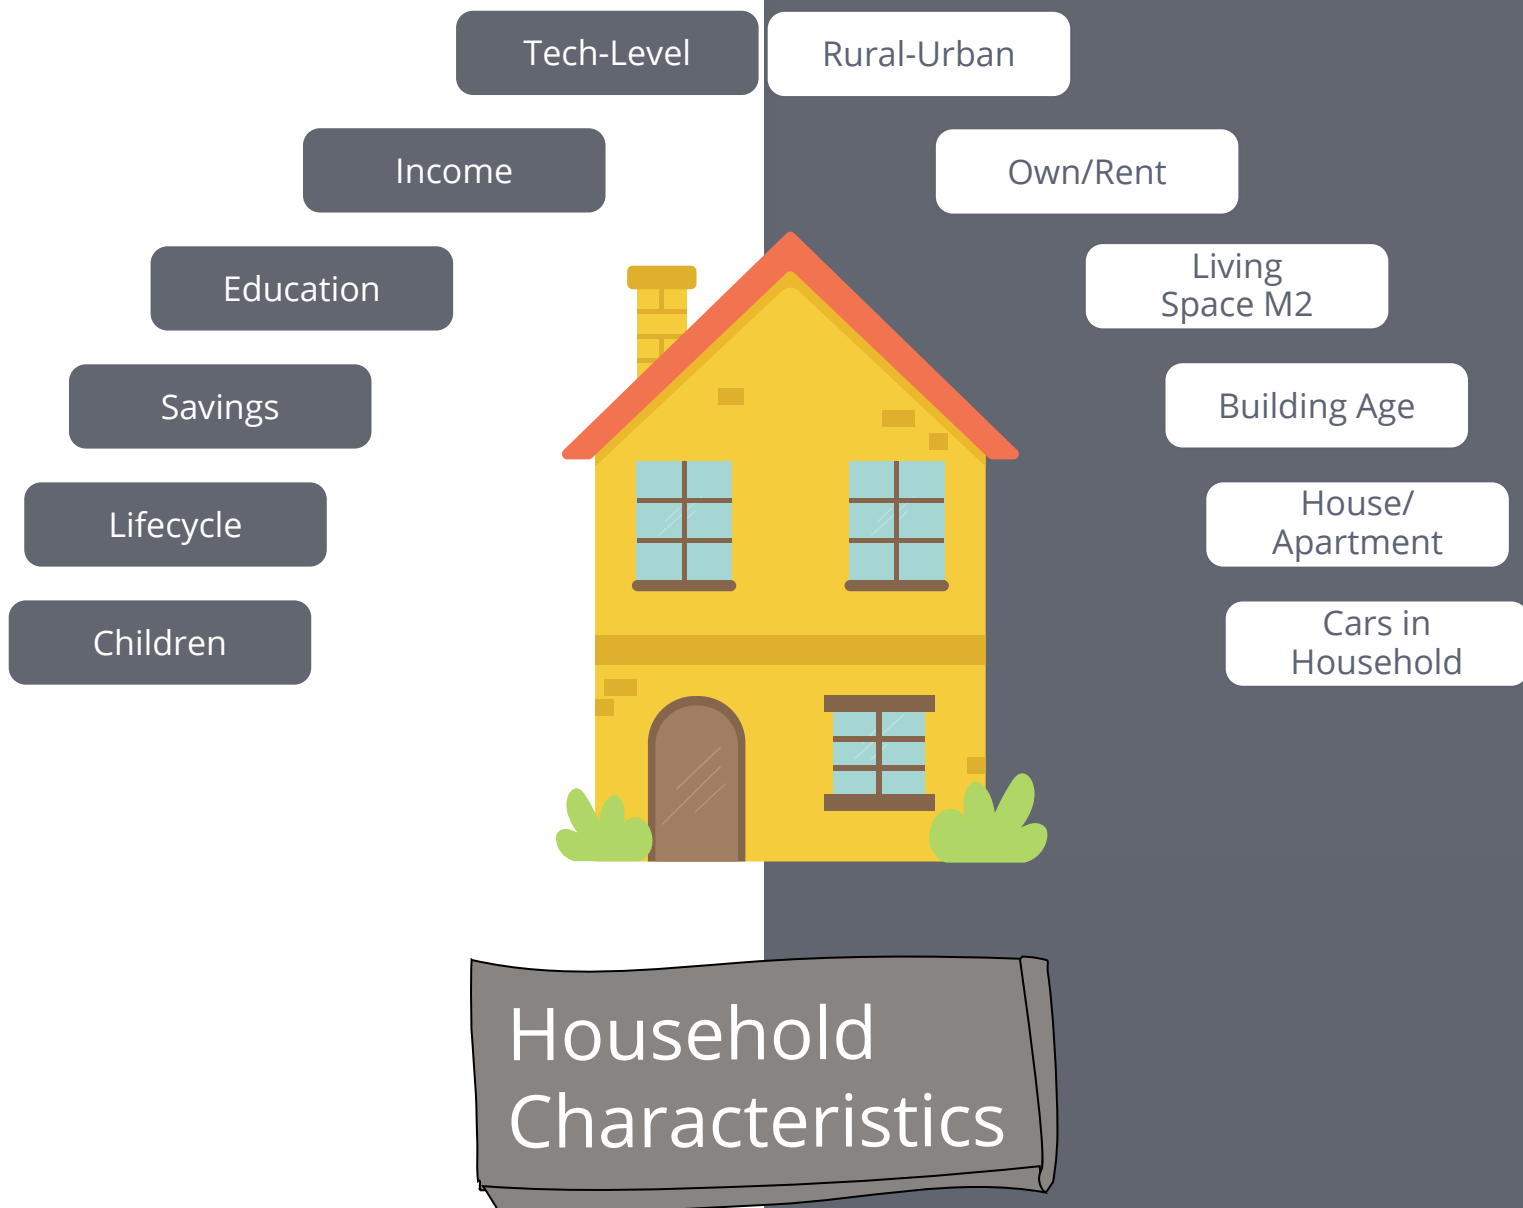 Tech-Level
Rural-Urban
Income
Own/Rent
Education
Living
Space M2
Savings
Building Age
Lifecycle
House/
Apartment
Children
Cars in
Household
Household
Characteristics